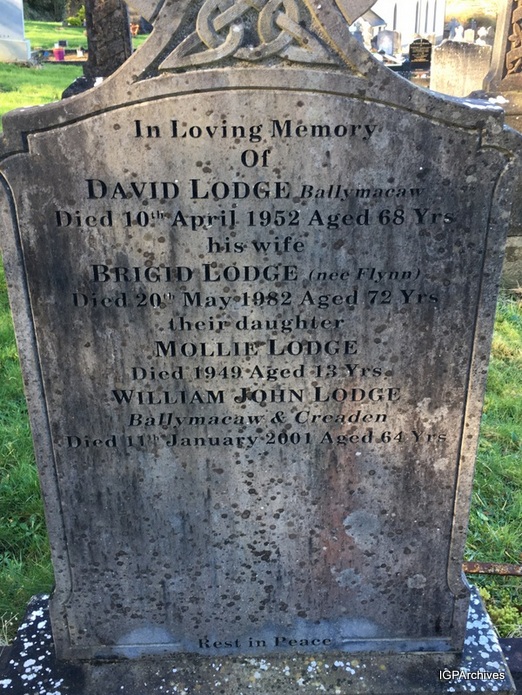 In Loving Memory
Of
DAVID LODGE Ballymacaw
Died 10th April 1952 Aged 68 Yrs
his wife
BRIGID LODGE (nee Flynn)
Died 20th May 1982 Aged 72 Yrs
their daughter
MOLLIE LODGE
Died 1949 Aged 13 Yrs
WILLIAM JOHN LODGE
Ballymacaw & Creaden
Died 11th January 2001 Aged 64 Yrs
Rest in Peace
IGPArchives